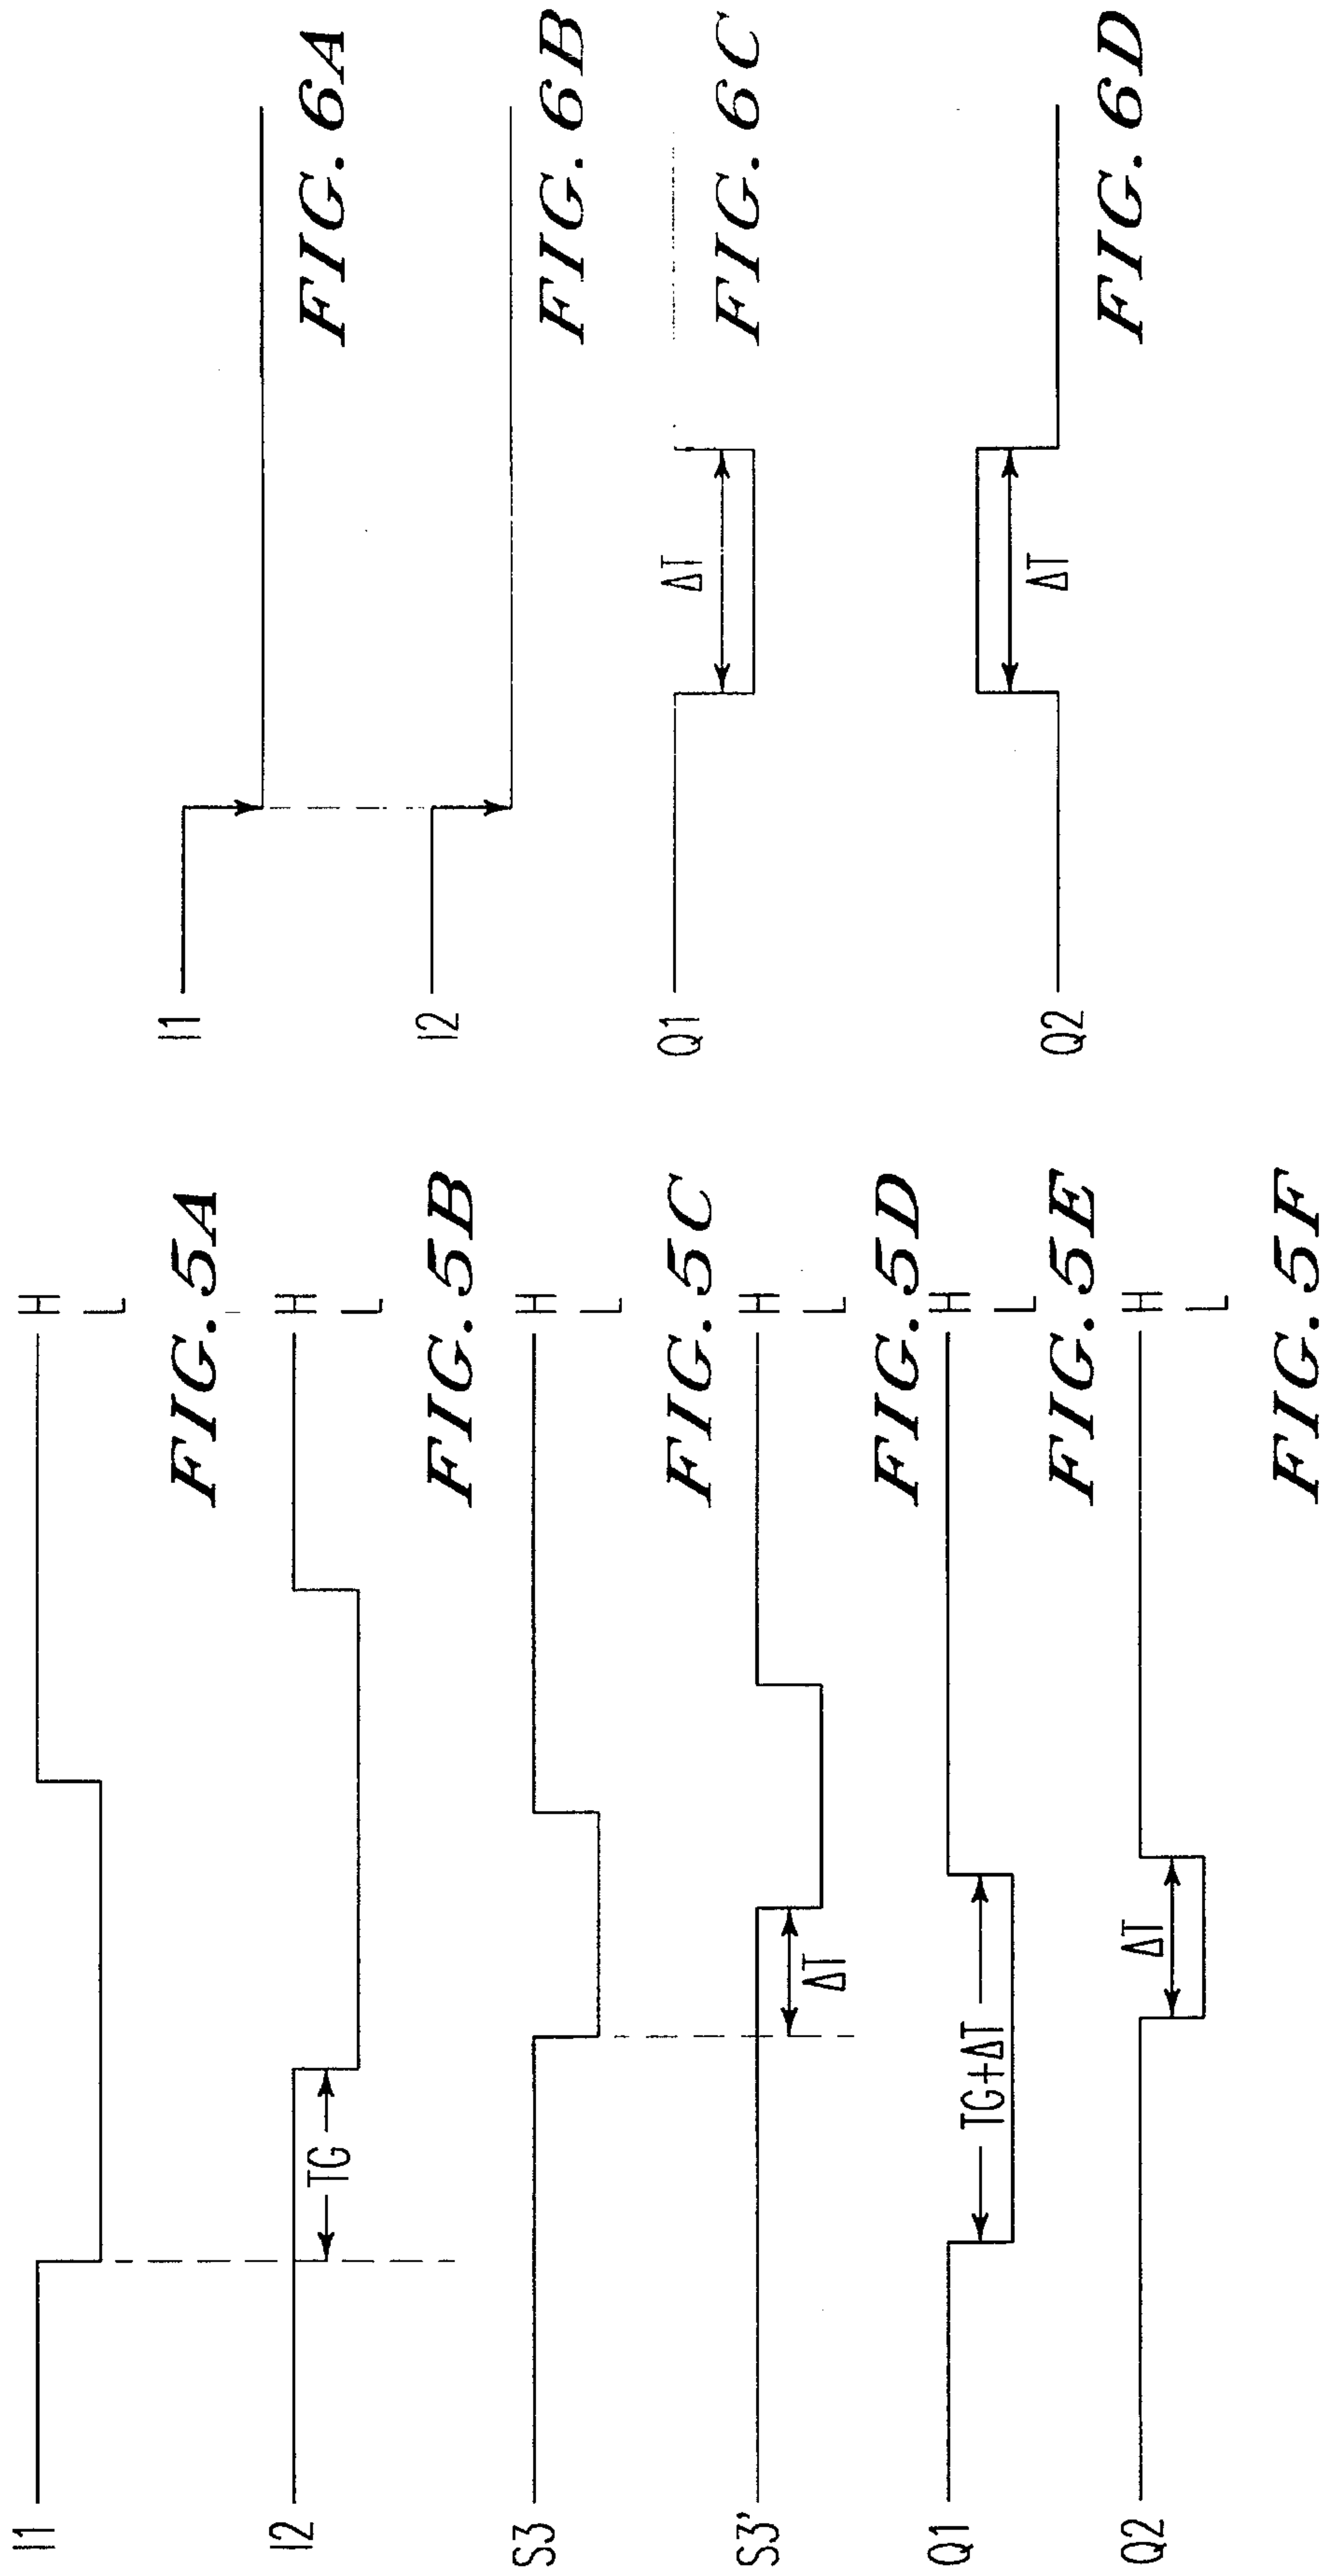 I1
H
L
FIG. 5A
I2
TG
H
L
FIG. 5B
S3
H
L
FIG. 5C
S3'
ΔT
H
L
FIG. 5D
Q1
TG+ΔT
H
L
FIG. 5E
Q2
ΔT
H
L
FIG. 5F
I1
FIG. 6A
I2
FIG. 6B
Q1
ΔT
FIG. 6C
Q2
ΔT
FIG. 6D